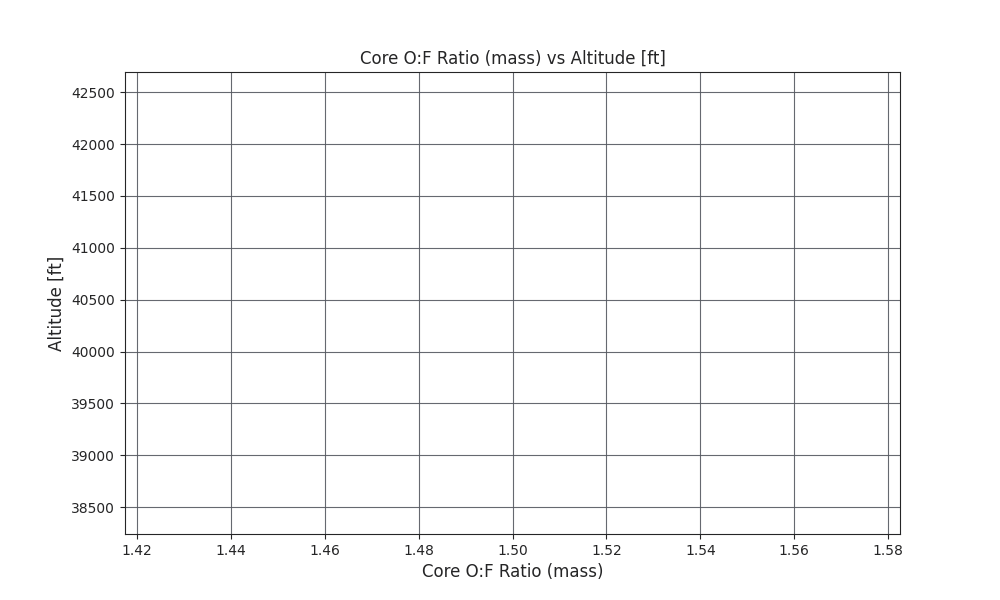 Core O:F Ratio (mass) vs Altitude [ft]
42500
42000
41500
41000
40500
40000
39500
39000
38500
Altitude [ft]
1.42 1.44 1.46 1.48 1.50 1.52 1.54 1.56 1.58
Core O:F Ratio (mass)